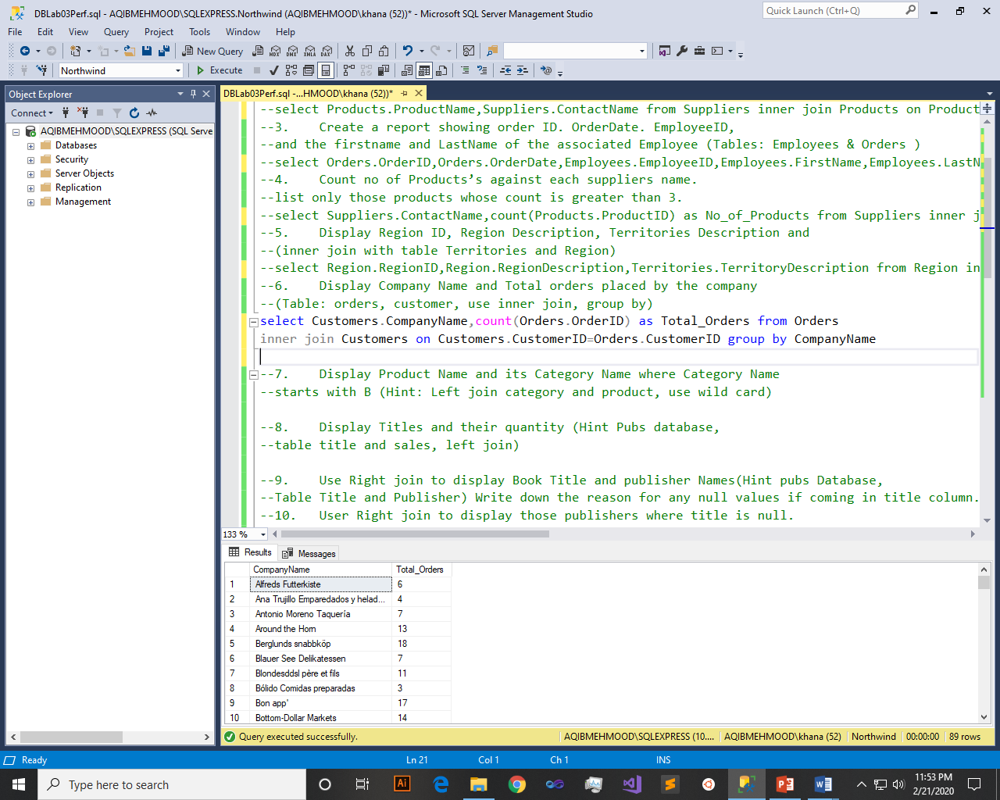 DBLab03Perf.sql - AQIBMEHMOOD\SQLEXPRESS.Northwind (AQIBMEHMOOD\khana (52))* - Microsoft SQL Server Management Studio
Quick Launch (Ctrl+Q)
File Edit View Query Project Tools Window Help
New Query
MDX DMX XMLA DAX
Northwind
Execute
Object Explorer
DBLab03Perf.sql -...HMOOD\khana (52))*
Connect
AQIBMEHMOOD\SQLEXPRESS (SQL Serve
Databases
Security
Server Objects
Replication
Management
--select Products.ProductName,Suppliers.ContactName from Suppliers inner join Products on Product
--3. Create a report showing order ID. OrderDate. EmployeeID,
--and the firstname and LastName of the associated Employee (Tables: Employees & Orders )
--select Orders.OrderID,Orders.OrderDate,Employees.EmployeeID,Employees.FirstName,Employees.LastN
--4. Count no of Products’s against each suppliers name.
--list only those products whose count is greater than 3.
--select Suppliers.ContactName,count(Products.ProductID) as No_of_Products from Suppliers inner j
--5. Display Region ID, Region Description, Territories Description and
--(inner join with table Territories and Region)
--select Region.RegionID,Region.RegionDescription,Territories.TerritoryDescription from Region in
--6. Display Company Name and Total orders placed by the company
--(Table: orders, customer, use inner join, group by)
select Customers.CompanyName,count(Orders.OrderID) as Total_Orders from Orders
inner join Customers on Customers.CustomerID=Orders.CustomerID group by CompanyName
--7. Display Product Name and its Category Name where Category Name
--starts with B (Hint: Left join category and product, use wild card)
--8. Display Titles and their quantity (Hint Pubs database,
--table title and sales, left join)
--9. Use Right join to display Book Title and publisher Names(Hint pubs Database,
--Table Title and Publisher) Write down the reason for any null values if coming in title column.
--10. User Right join to display those publishers where title is null.
133 %
Results Messages
CompanyName Total_Orders
1 Alfreds Futterkiste 6
2 Ana Trujillo Emparedados y helad... 4
3 Antonio Moreno Taquería 7
4 Around the Horn 13
5 Berglunds snabbköp 18
6 Blauer See Delikatessen 7
7 Blondesddsl père et fils 11
8 Bólido Comidas preparadas 3
9 Bon app' 17
10 Bottom-Dollar Markets 14
Query executed successfully.
AQIBMEHMOOD\SQLEXPRESS (10.... AQIBMEHMOOD\khana (52) Northwind 00:00:00 89 rows
Ready Ln 21 Col 1 Ch 1 INS
Type here to search
Ai
11:53 PM
2/21/2020